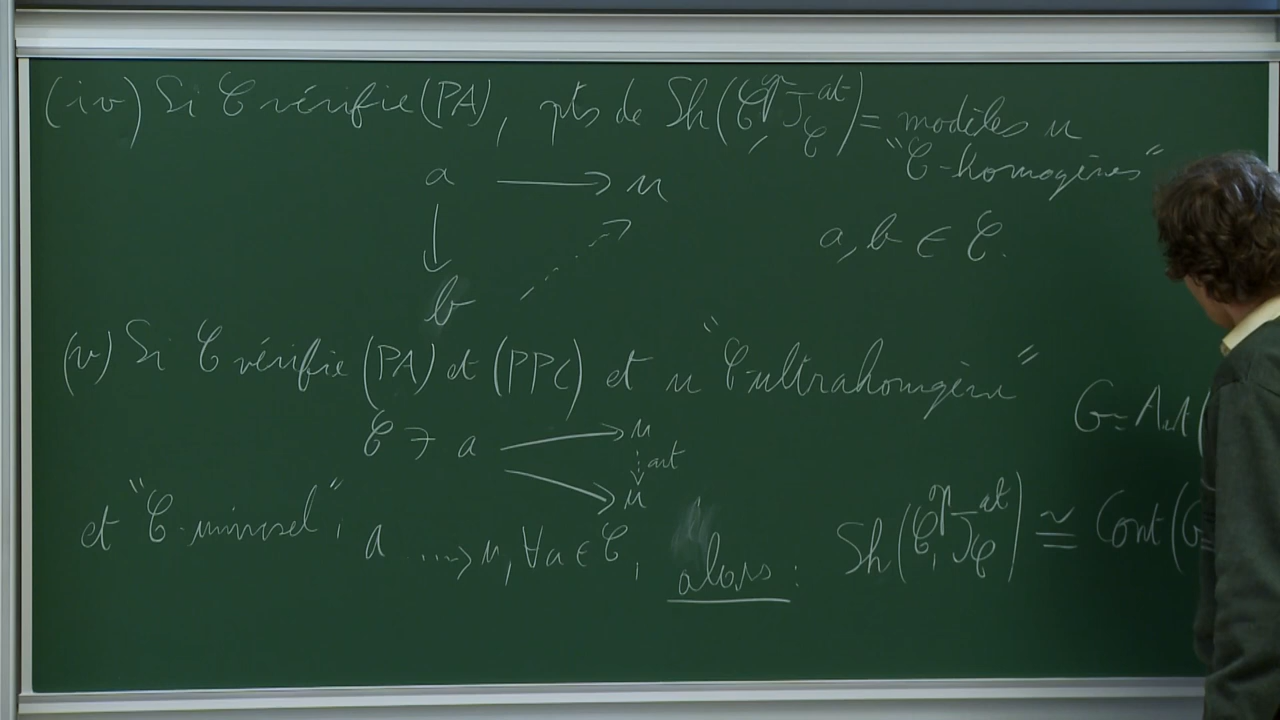 (iv) Si C vérifie (PA), pts de Sh(C^op, J_C^at) = modèles u
"C-homogènes"
a → u
↓
a, b ∈ C.
b
(v) Si C vérifie (PA) et (PPC) et u "C ultrahomogène"
G = Aut(
C ∋ a → u
aut
u
et "C-universel", a ⇢ u, ∀a ∈ C, alors : Sh(C^op, J_C^at) ≅ Cont(G